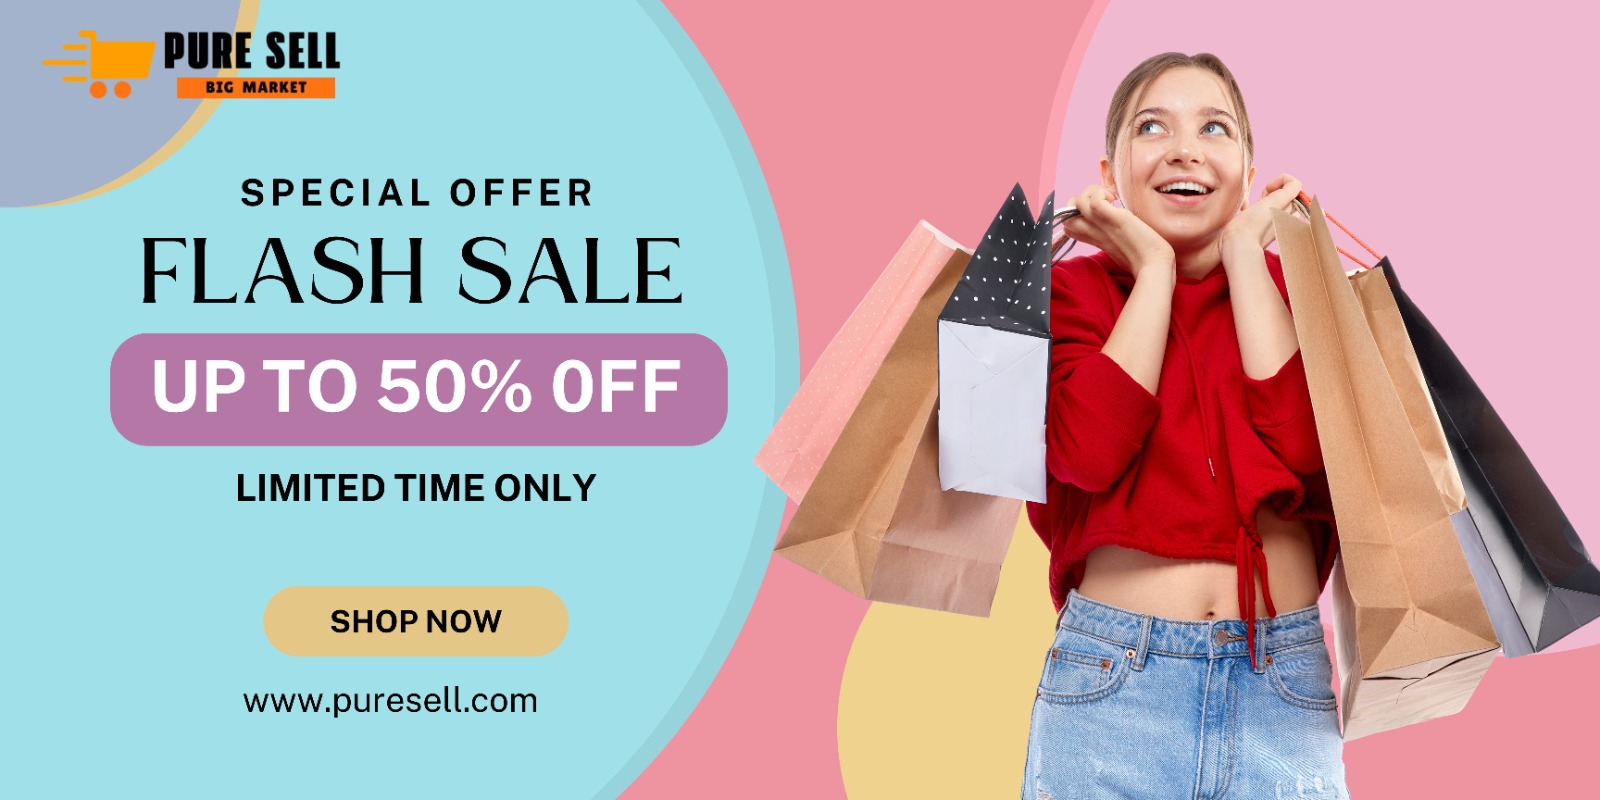 PURE SELL
BIG MARKET
SPECIAL OFFER
FLASH SALE
UP TO 50% 0FF
LIMITED TIME ONLY
SHOP NOW
www.puresell.com